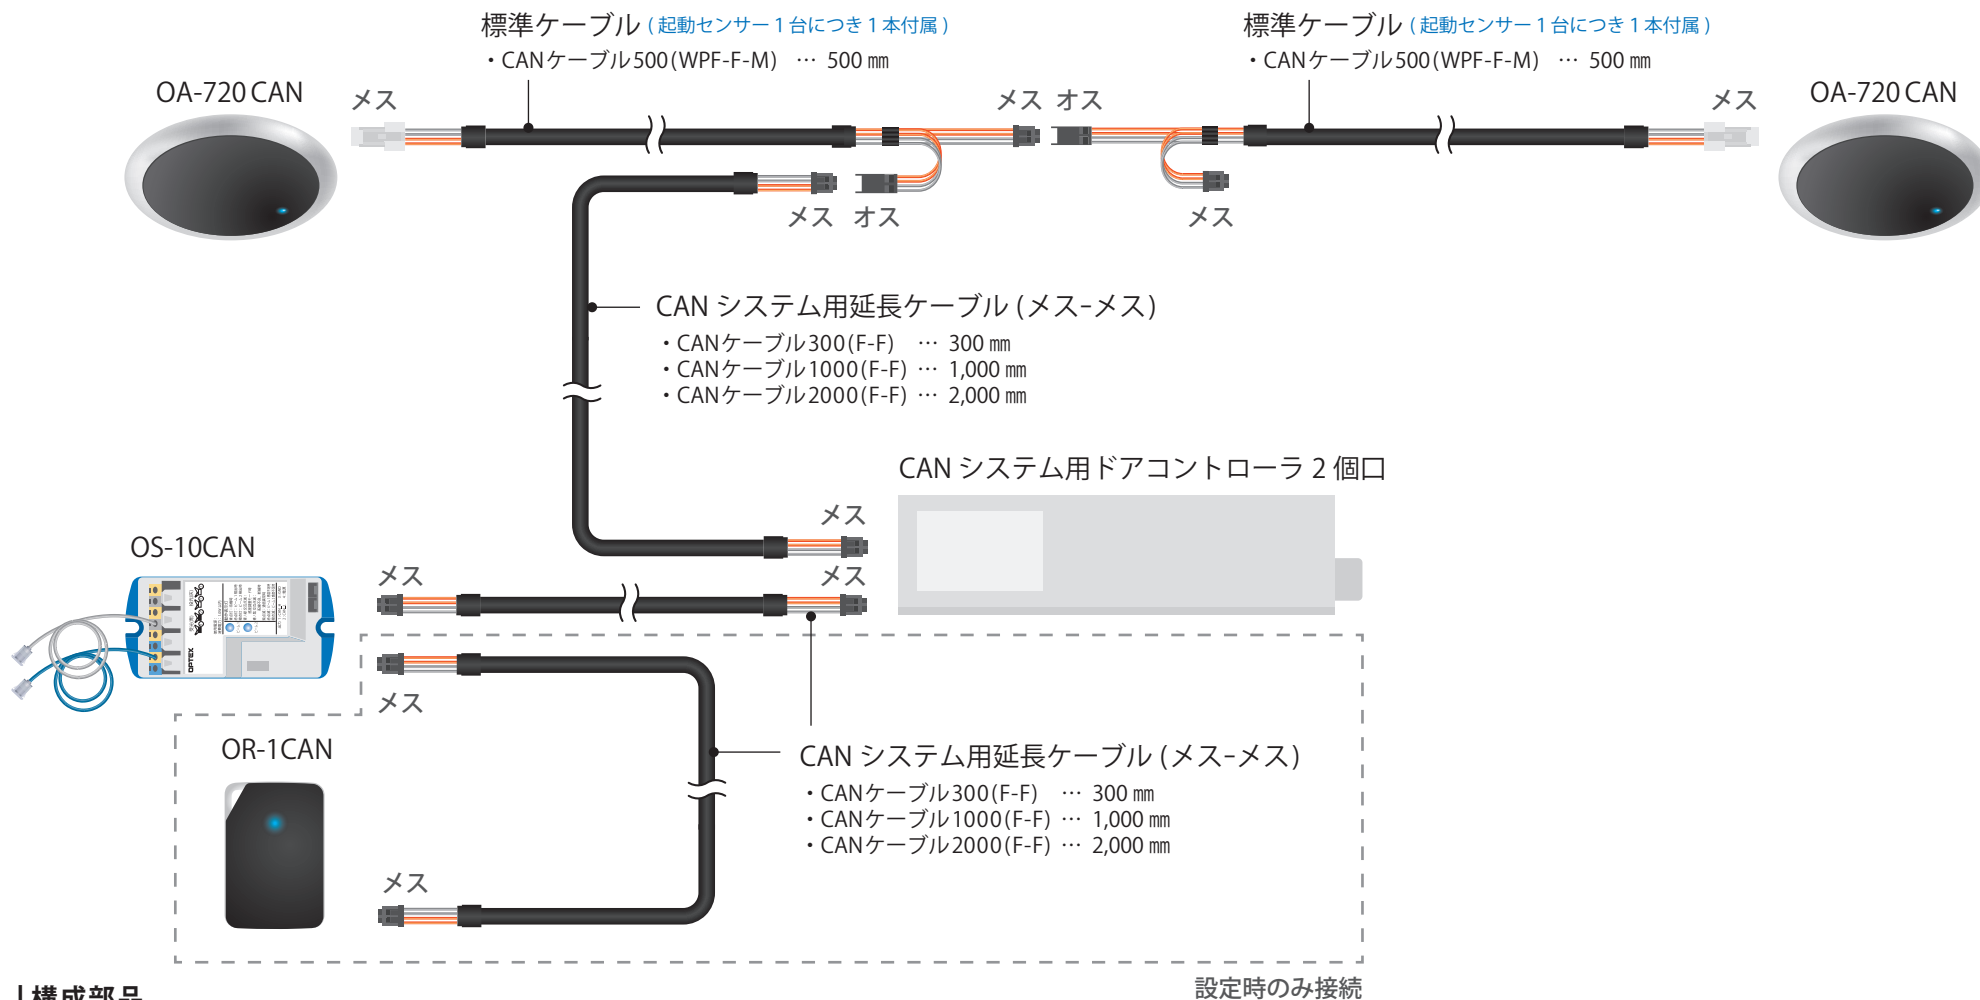 標準ケーブル (起動センサー1台につき1本付属)
・CANケーブル500(WPF-F-M) … 500 ㎜
標準ケーブル (起動センサー1台につき1本付属)
・CANケーブル500(WPF-F-M) … 500 ㎜
OA-720 CAN
メス
メス
オス
メス
OA-720 CAN
メス
オス
メス
CAN システム用延長ケーブル (メス-メス)
・CANケーブル300(F-F) … 300 ㎜
・CANケーブル1000(F-F) … 1,000 ㎜
・CANケーブル2000(F-F) … 2,000 ㎜
CAN システム用ドアコントローラ 2 個口
メス
OS-10CAN
メス
メス
OPTEX
メス
OR-1CAN
CAN システム用延長ケーブル (メス-メス)
・CANケーブル300(F-F) … 300 ㎜
・CANケーブル1000(F-F) … 1,000 ㎜
・CANケーブル2000(F-F) … 2,000 ㎜
メス
設定時のみ接続
構成部品